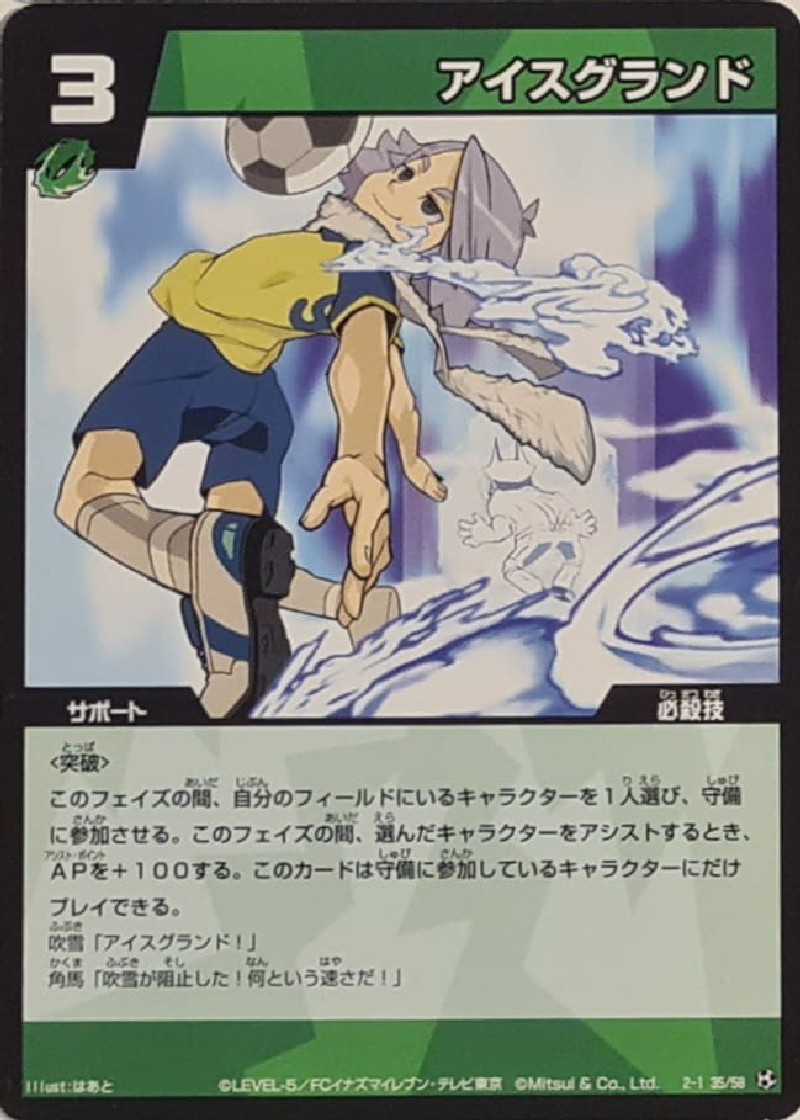 3
アイスグランド
サポート
必殺技
<突破>
このフェイズの間、自分のフィールドにいるキャラクターを1人選び、守備
に参加させる。このフェイズの間、選んだキャラクターをアシストするとき、
APを+100する。このカードは守備に参加しているキャラクターにだけ
プレイできる。
吹雪「アイスグランド!」
角馬「吹雪が阻止した!何という速さだ!」
Illust:はあと ©LEVEL-5/FCイナズマイレブン・テレビ東京 ©Mitsui & Co., Ltd. 2-1 35/58